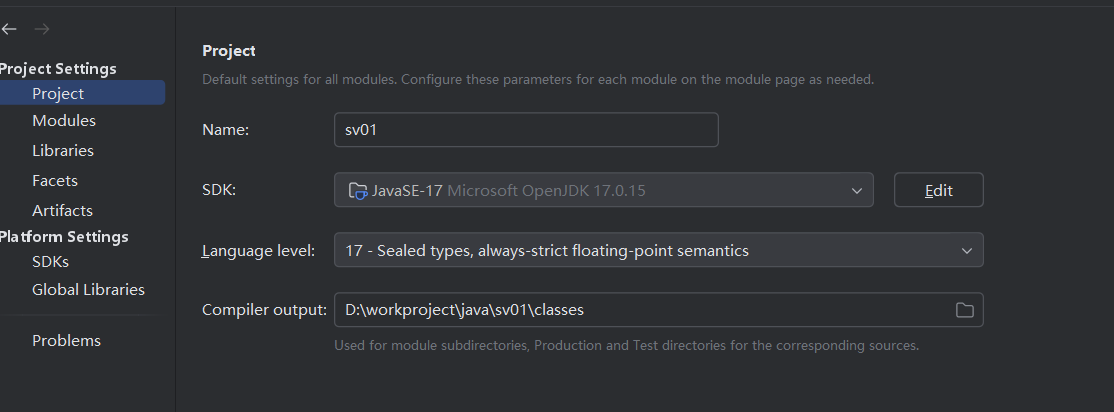 Project Settings
Project
Modules
Libraries
Facets
Artifacts
Platform Settings
SDKs
Global Libraries
Problems
Project
Default settings for all modules. Configure these parameters for each module on the module page as needed.
Name: sv01
SDK: JavaSE-17 Microsoft OpenJDK 17.0.15 Edit
Language level: 17 - Sealed types, always-strict floating-point semantics
Compiler output: D:\workproject\java\sv01\classes
Used for module subdirectories, Production and Test directories for the corresponding sources.